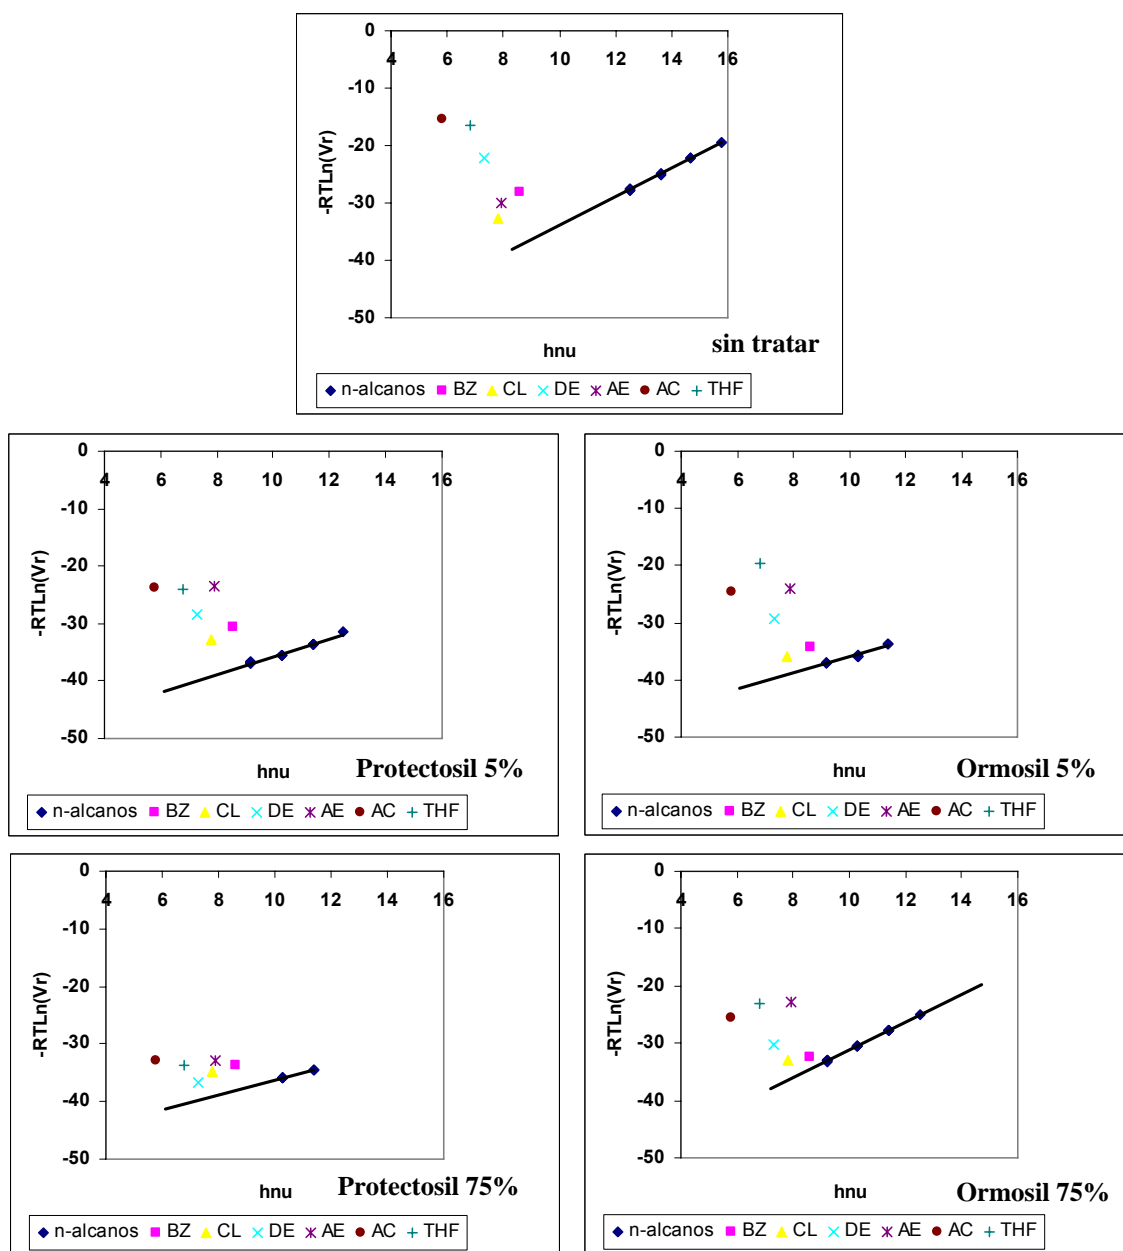 0
4 6 8 10 12 14 16
-10
-20
-30
-40
-50
-RTLn(Vr)
hnu
sin tratar
n-alcanos BZ CL DE AE AC THF
0
4 6 8 10 12 14 16
-10
-20
-30
-40
-50
-RTLn(Vr)
hnu
Protectosil 5%
n-alcanos BZ CL DE AE AC THF
0
4 6 8 10 12 14 16
-10
-20
-30
-40
-50
-RTLn(Vr)
hnu
Ormosil 5%
n-alcanos BZ CL DE AE AC THF
0
4 6 8 10 12 14 16
-10
-20
-30
-40
-50
-RTLn(Vr)
hnu
Protectosil 75%
n-alcanos BZ CL DE AE AC THF
0
4 6 8 10 12 14 16
-10
-20
-30
-40
-50
-RTLn(Vr)
hnu
Ormosil 75%
n-alcanos BZ CL DE AE AC THF